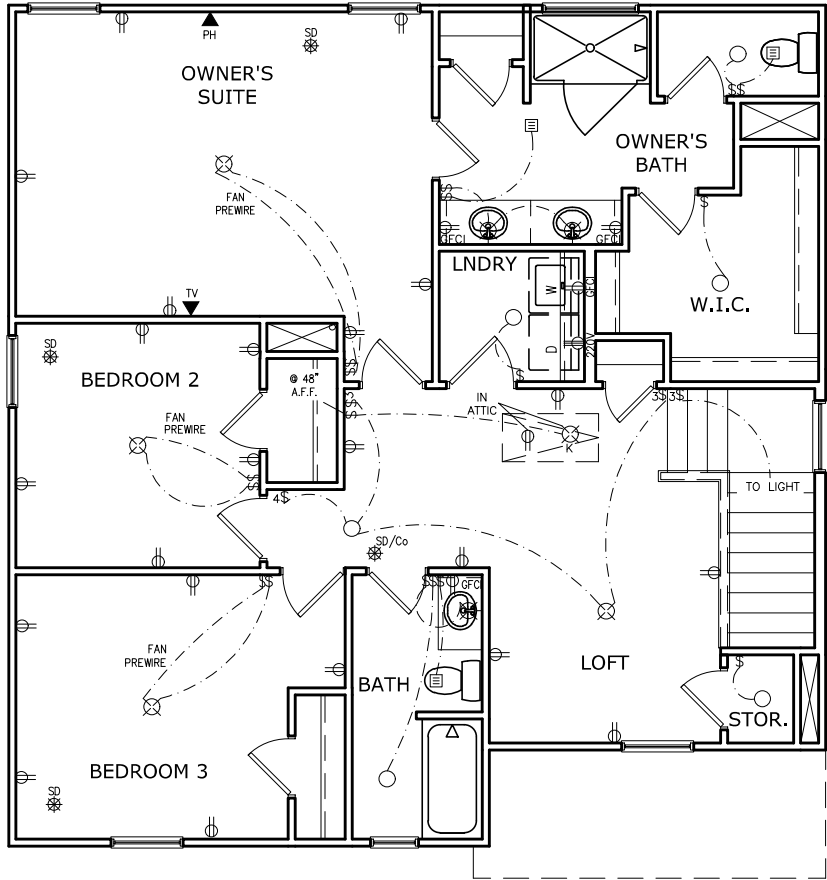 PH
SD
OWNER'S
SUITE
$$
OWNER'S
BATH
FAN
PREWIRE
$$
$
GFCI
GFCI
LNDRY
W
GFCI
W.I.C.
TV
220V
D
SD
$$
$
BEDROOM 2
@ 48"
A.F.F.
$$3
IN
ATTIC
3$3$
FAN
PREWIRE
K
$$
TO LIGHT
4$
SD/Co
$$
$$$
GFCI
FAN
PREWIRE
LOFT
$
BATH
STOR.
BEDROOM 3
SD